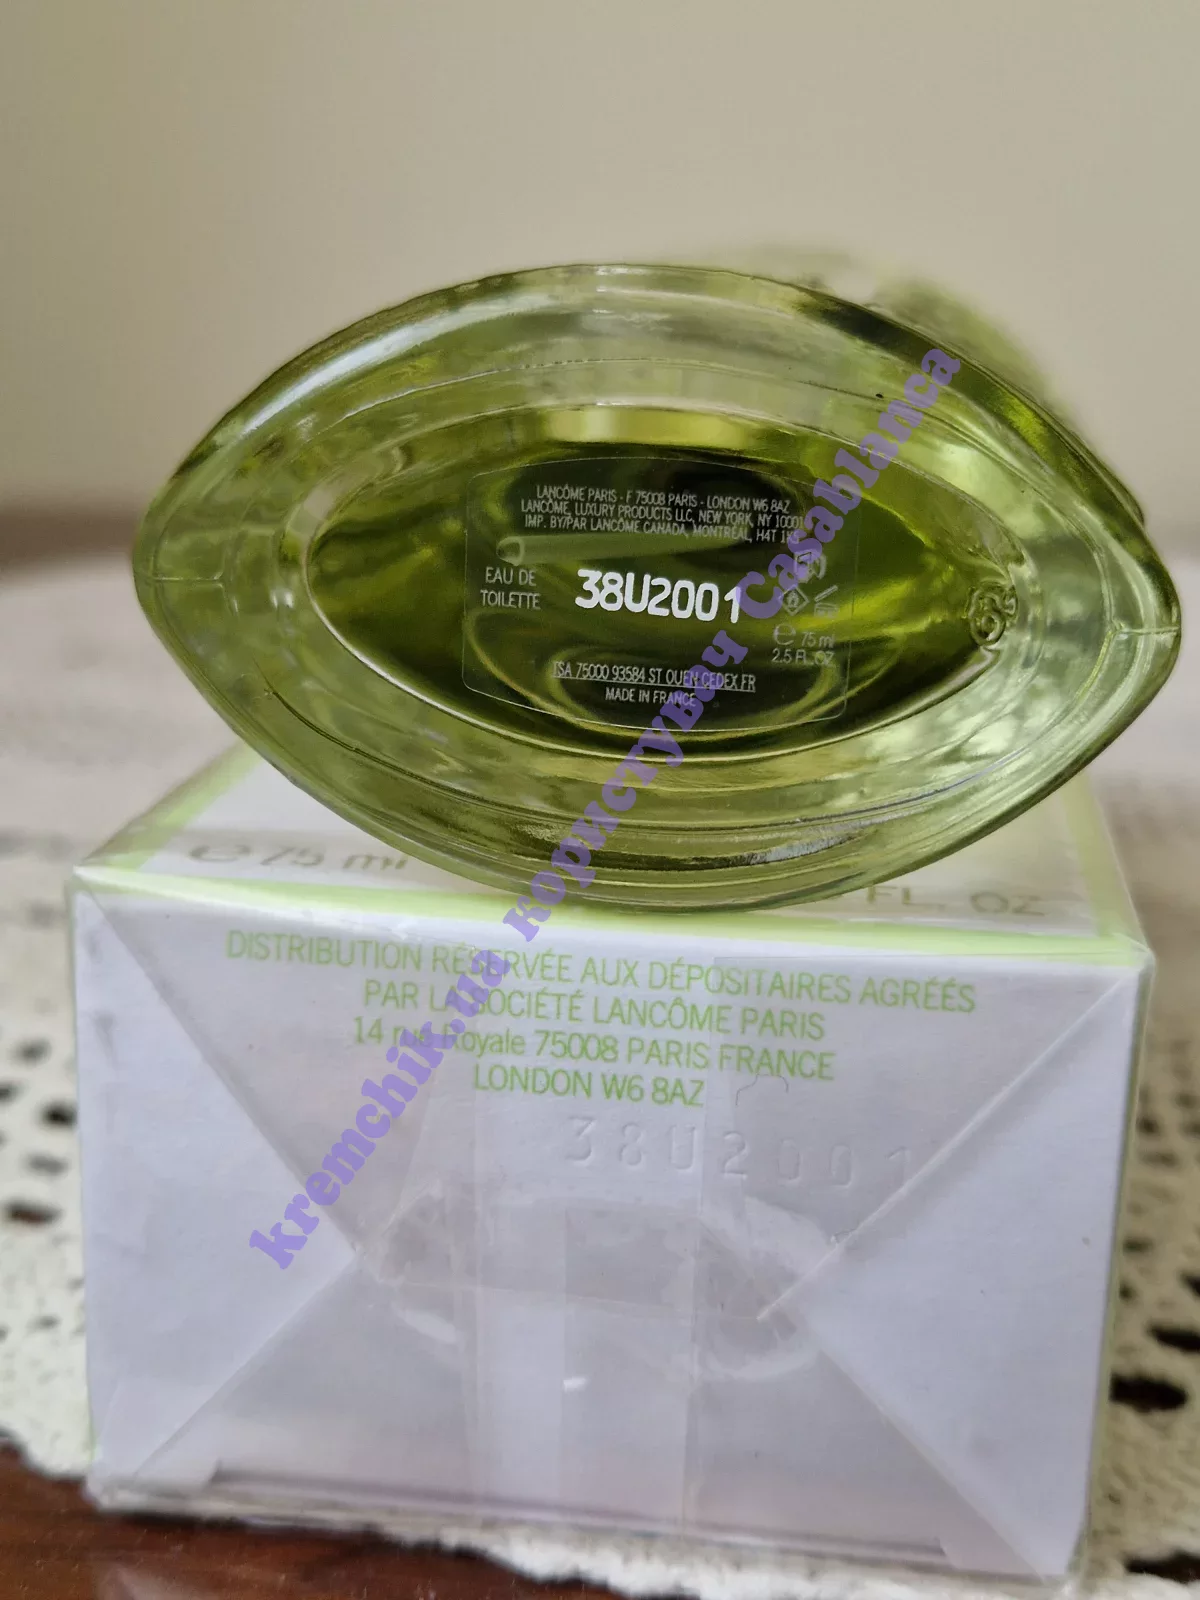 LANCÔME PARIS - F 75008 PARIS - LONDON W6 8AZ
LANCÔME, LUXURY PRODUCTS LLC, NEW YORK, NY 10001
IMP. BY/PAR LANCÔME CANADA, MONTRÉAL, H4T 1K5
EAU DE
TOILETTE
38U2001
e 75 ml
2.5 FL. OZ
TSA 75000 93584 ST OUEN CEDEX FR
MADE IN FRANCE
e 75 ml
FL. OZ
DISTRIBUTION RÉSERVÉE AUX DÉPOSITAIRES AGRÉÉS
PAR LA SOCIÉTÉ LANCÔME PARIS
14 rue Royale 75008 PARIS FRANCE
LONDON W6 8AZ
38U2001
kremchik.ua користувач Casablanca